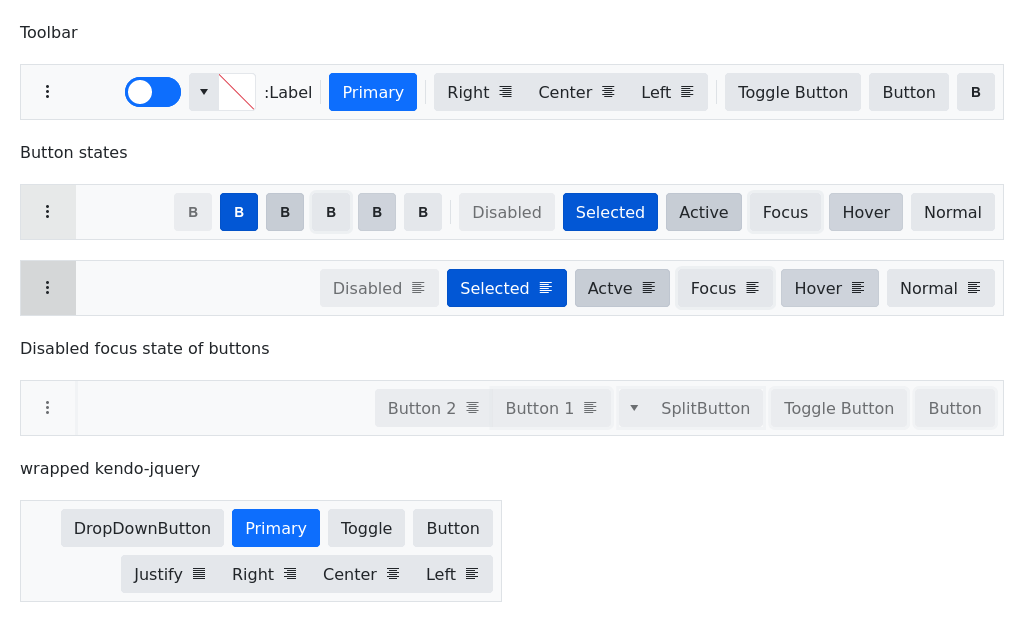 Toolbar
:Label Primary Right Center Left Toggle Button Button B
Button states
B B B B B B Disabled Selected Active Focus Hover Normal
Disabled Selected Actve Focus Hover Normal
Disabled focus state of buttons
Button 2 Button 1 SplitButton Toggle Button Button
wrapped kendo-jquery
DropDownButton Primary Toggle Button
Justify Right Center Left